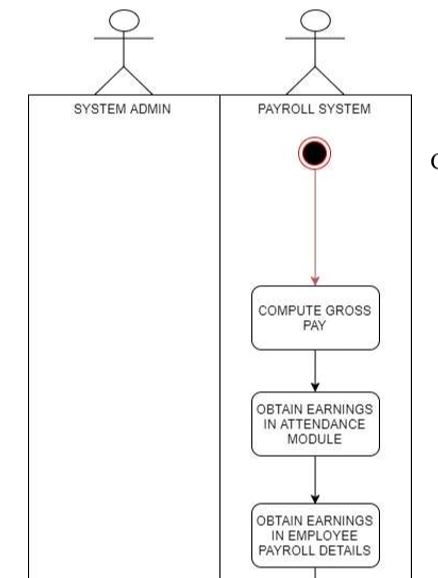 SYSTEM ADMIN
PAYROLL SYSTEM
COMPUTE GROSS
PAY
OBTAIN EARNINGS
IN ATTENDANCE
MODULE
OBTAIN EARNINGS
IN EMPLOYEE
PAYROLL DETAILS